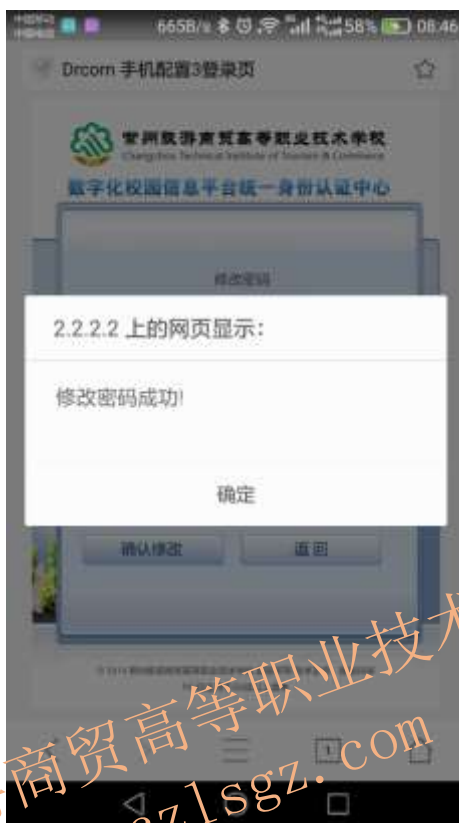 665B/s 58% 08:46
Drcom 手机配置3登录页
常州旅游商贸高等职业技术学校
Changzhou Technical Institute of Tourism & Commerce
数字化校园信息平台统一身份认证中心
修改密码
2.2.2.2 上的网页显示:
修改密码成功!
确定
确认修改
返回
1
商贸高等职业技术
azlsgz.com